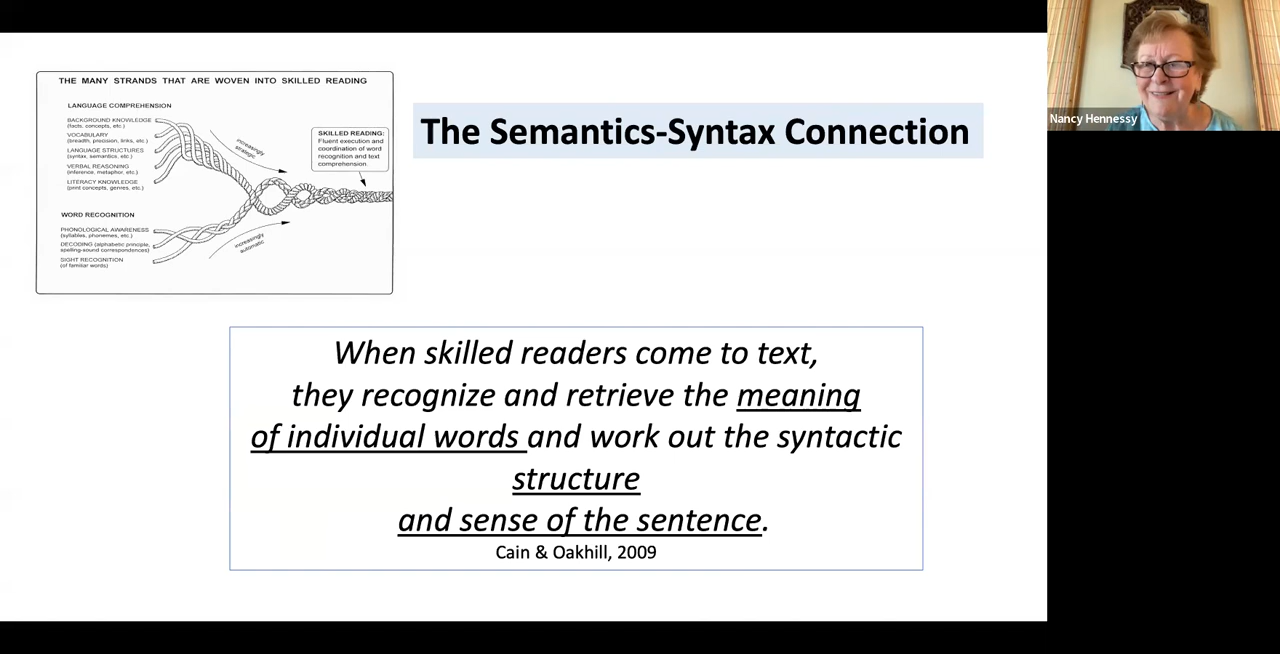 THE MANY STRANDS THAT ARE WOVEN INTO SKILLED READING
LANGUAGE COMPREHENSION
BACKGROUND KNOWLEDGE
(facts, concepts, etc.)
VOCABULARY
(breadth, precision, links, etc.)
LANGUAGE STRUCTURES
(syntax, semantics, etc.)
VERBAL REASONING
(inference, metaphor, etc.)
LITERACY KNOWLEDGE
(print concepts, genres, etc.)
WORD RECOGNITION
PHONOLOGICAL AWARENESS
(syllables, phonemes, etc.)
DECODING (alphabetic principle,
spelling-sound correspondences)
SIGHT RECOGNITION
(of familiar words)
increasingly
strategic
increasingly
automatic
SKILLED READING:
Fluent execution and
coordination of word
recognition and text
comprehension.
The Semantics-Syntax Connection
Nancy Hennessy
When skilled readers come to text,
they recognize and retrieve the meaning
of individual words and work out the syntactic
structure
and sense of the sentence.
Cain & Oakhill, 2009